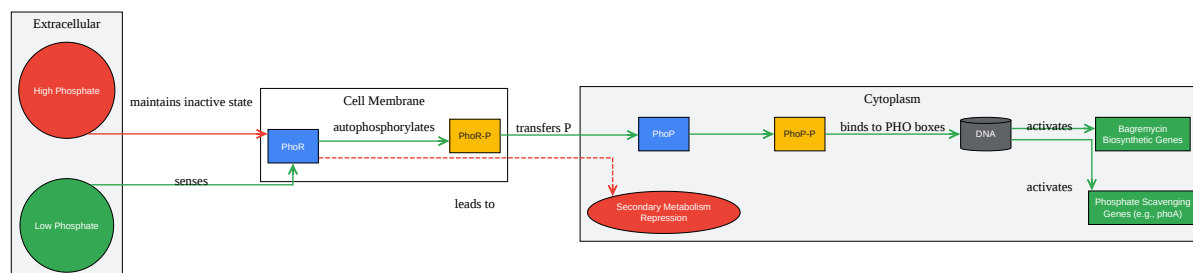 Extracellular
High Phosphate
maintains inactive state
Low Phosphate
senses
Cell Membrane
PhoR
autophosphorylates
PhoR-P
transfers P
leads to
Cytoplasm
PhoP
PhoP-P
binds to PHO boxes
DNA
activates
Bagremycin
Biosynthetic Genes
activates
Phosphate Scavenging
Genes (e.g., phoA)
Secondary Metabolism
Repression